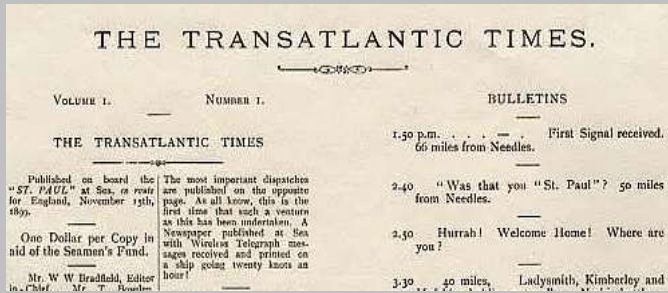 THE TRANSATLANTIC TIMES.
VOLUME 1. NUMBER 1.
THE TRANSATLANTIC TIMES
Published on board the
"ST. PAUL" at Sea, en route
for England, November 15th,
1899.
One Dollar per Copy in
aid of the Seamen's Fund.
Mr. W W Bradfield, Editor
in-Chief, Mr. T. Bowden
The most important dispatches
are published on the opposite
page. As all know, this is the
first time that such a venture
as this has been undertaken. A
Newspaper published at Sea
with Wireless Telegraph mes-
sages received and printed on
a ship going twenty knots an
hour!
BULLETINS
1.50 p.m. . . . — . First Signal received.
66 miles from Needles.
2.40 "Was that you "St. Paul"? 50 miles
from Needles.
2.50 Hurrah! Welcome Home! Where are
you?
3.30 40 miles, Ladysmith, Kimberley and